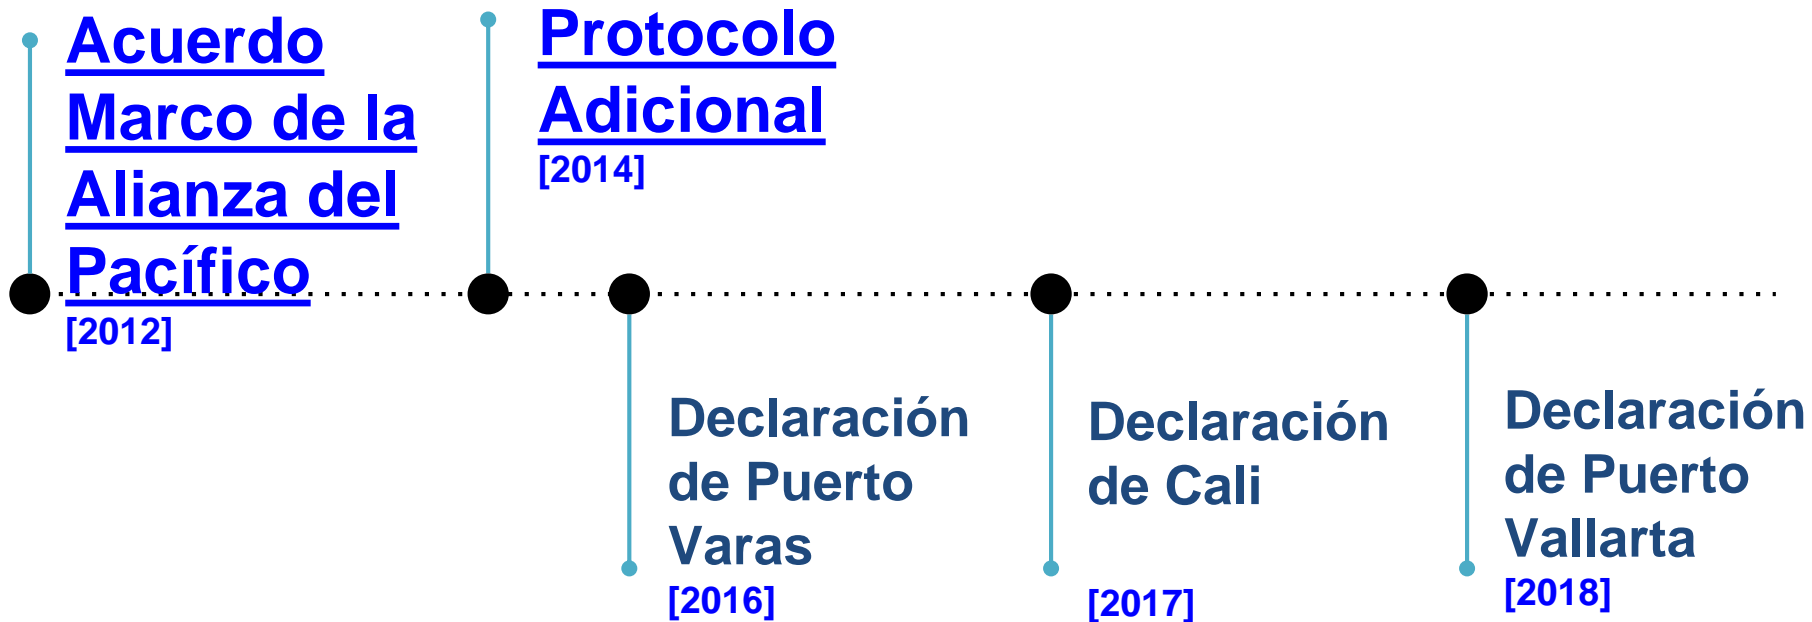 Acuerdo
Marco de la
Alianza del
Pacífico
[2012]
Protocolo
Adicional
[2014]
Declaración
de Puerto
Varas
[2016]
Declaración
de Cali
[2017]
Declaración
de Puerto
Vallarta
[2018]